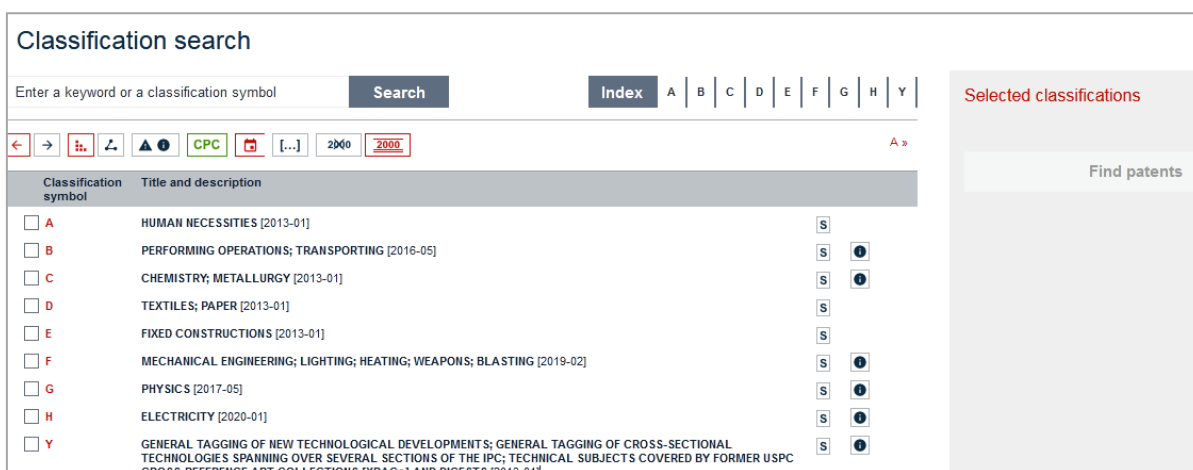 Classification search
Enter a keyword or a classification symbol Search Index A B C D E F G H Y
Selected classifications
CPC [...] 2000 2000 A »
Find patents
Classification symbol Title and description
A HUMAN NECESSITIES [2013-01] S
B PERFORMING OPERATIONS; TRANSPORTING [2016-05] S
C CHEMISTRY; METALLURGY [2013-01] S
D TEXTILES; PAPER [2013-01] S
E FIXED CONSTRUCTIONS [2013-01] S
F MECHANICAL ENGINEERING; LIGHTING; HEATING; WEAPONS; BLASTING [2019-02] S
G PHYSICS [2017-05] S
H ELECTRICITY [2020-01] S
Y GENERAL TAGGING OF NEW TECHNOLOGICAL DEVELOPMENTS; GENERAL TAGGING OF CROSS-SECTIONAL S
TECHNOLOGIES SPANNING OVER SEVERAL SECTIONS OF THE IPC; TECHNICAL SUBJECTS COVERED BY FORMER USPC